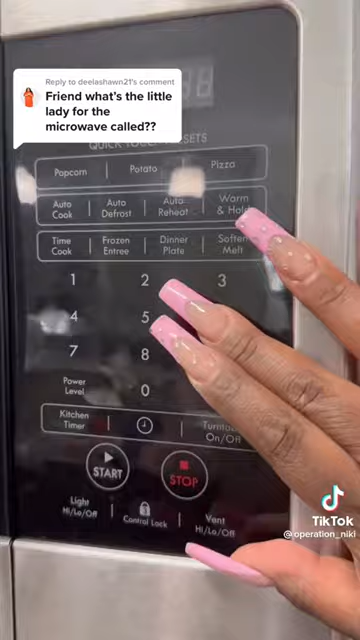 Reply to deelashawn21's comment
Friend what's the little
lady for the
microwave called??
Popcorn
Potato
Pizza
Auto Cook
Auto Defrost
Auto Reheat
Warm & Hold
Time Cook
Frozen Entree
Dinner Plate
Soften Melt
1 2 3
4 5
7 8
Power Level
0
Kitchen Timer
On/Off
START
STOP
Light Hi/Lo/Off
Control Lock
Vent Hi/Lo/Off
TikTok
@operation_niki